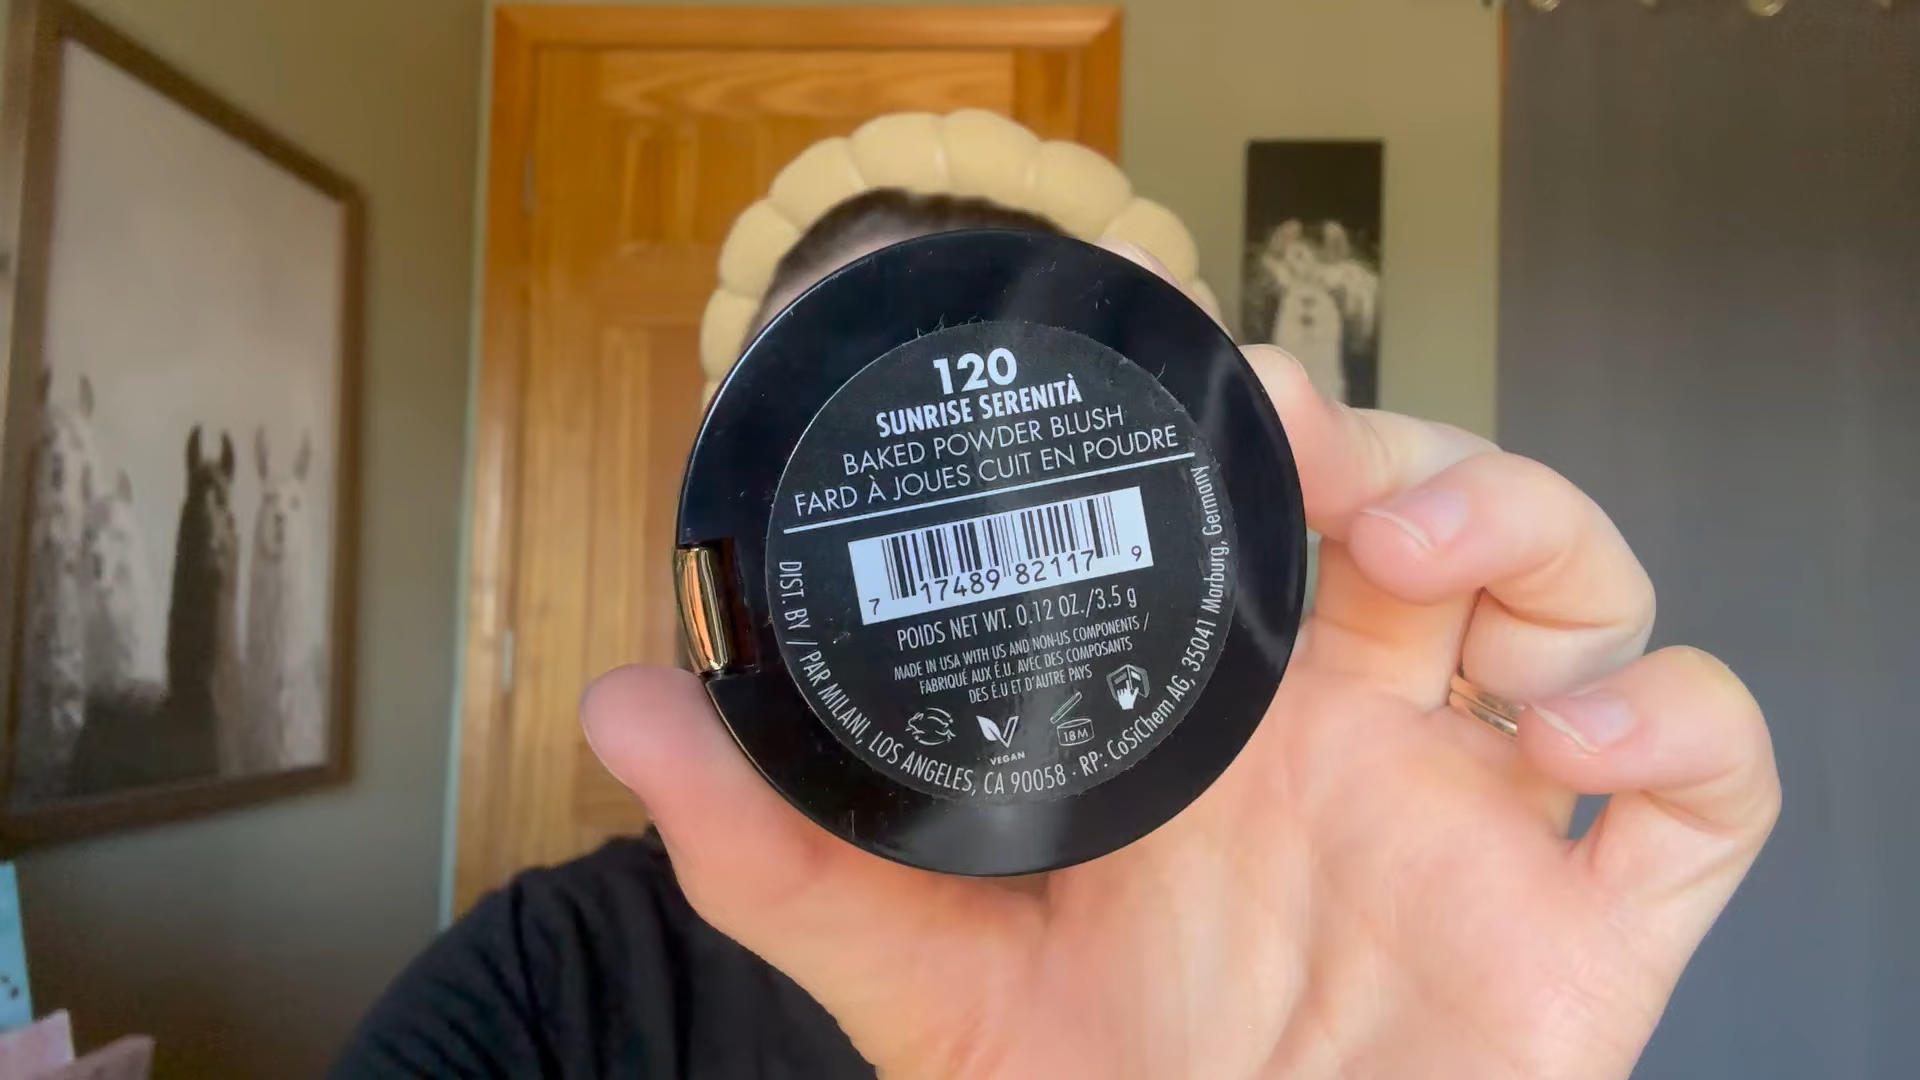 120
SUNRISE SERENITÀ
BAKED POWDER BLUSH
FARD À JOUES CUIT EN POUDRE
7 17489 82117 9
POIDS NET WT. 0.12 OZ./3.5 g
MADE IN USA WITH US AND NON-US COMPONENTS /
FABRIQUÉ AUX É.U. AVEC DES COMPOSANTS
DES É.U ET D'AUTRE PAYS
VEGAN
18M
DIST. BY / PAR MILANI, LOS ANGELES, CA 90058 · RP: CoSiChem AG, 35041 Marburg, Germany